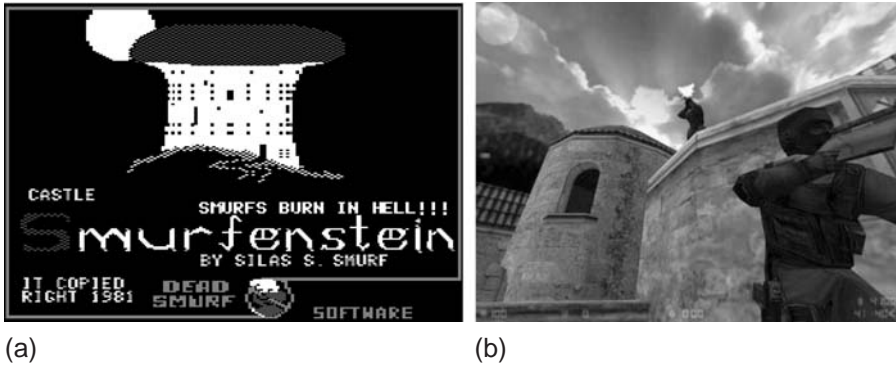 CASTLE
SMURFS BURN IN HELL!!!
Smurfenstein
BY SILAS S. SMURF
IT COPIED
RIGHT 1981
DEAD
SMURF
SOFTWARE
(a)
(b)